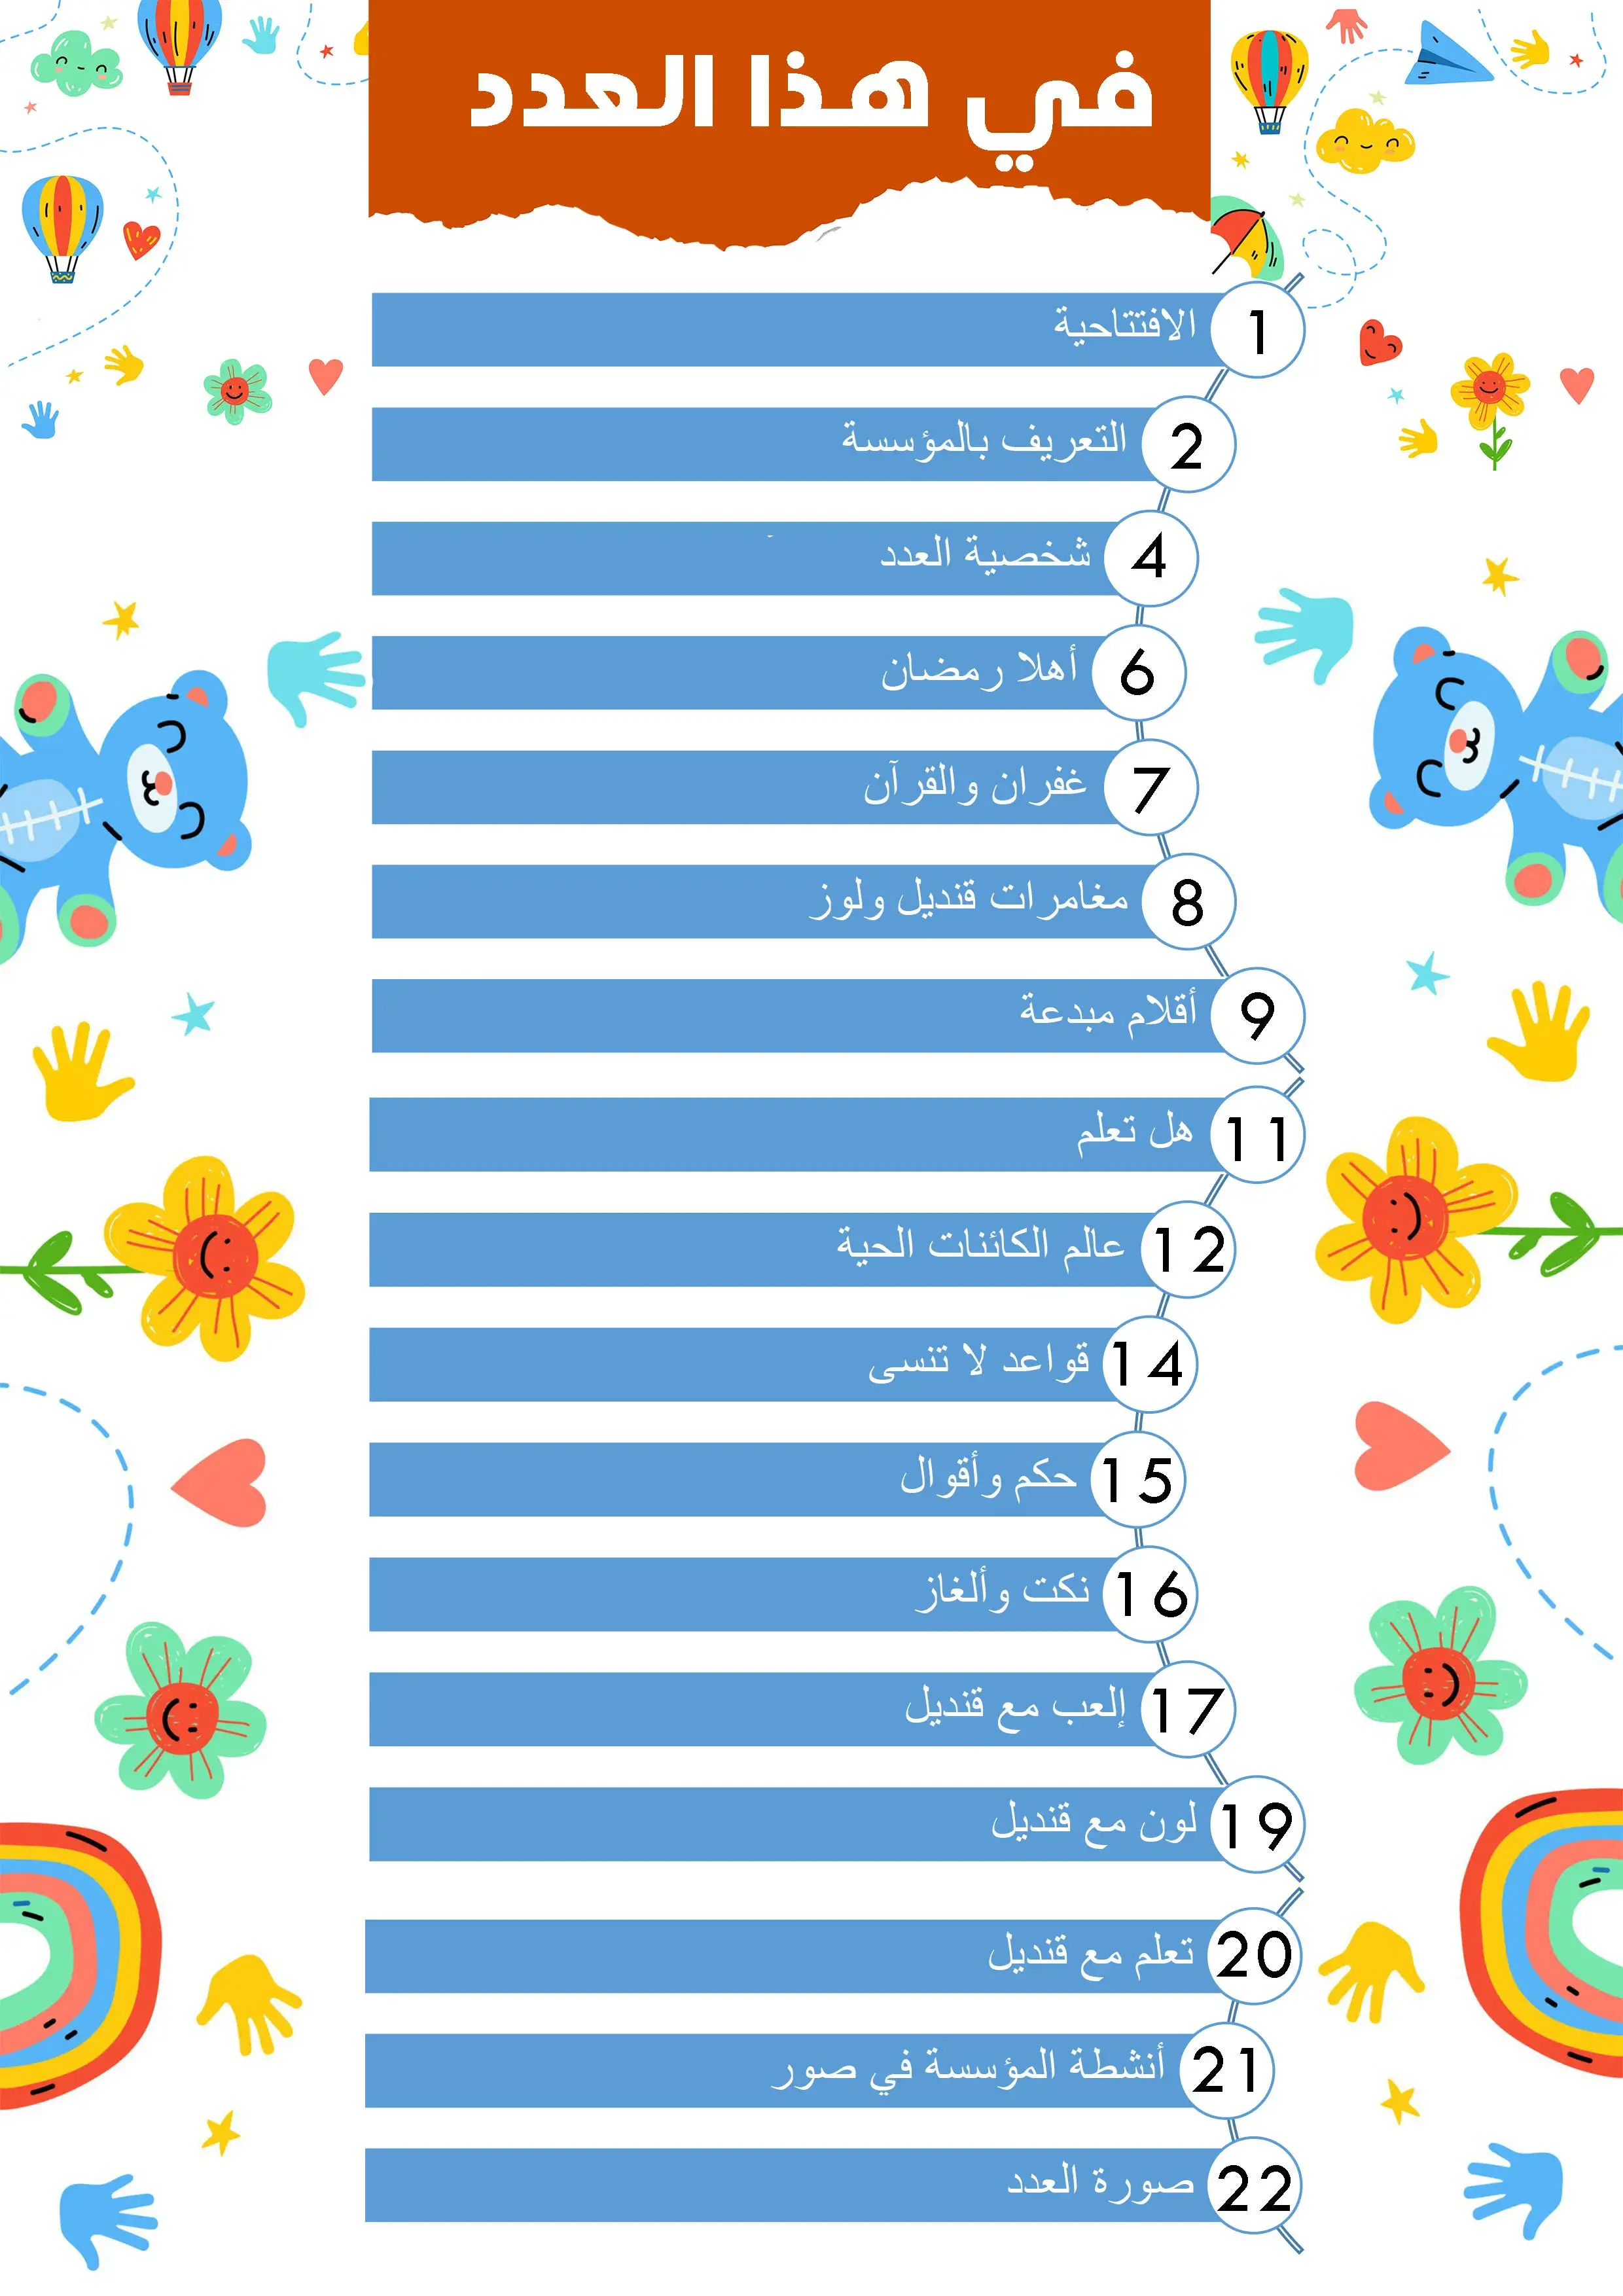 في هذا العدد
1 الافتتاحية
2 التعريف بالمؤسسة
4 شخصية العدد
6 أهلا رمضان
7 غفران والقرآن
8 مغامرات قنديل ولوز
9 أقلام مبدعة
11 هل تعلم
12 عالم الكائنات الحية
14 قواعد لا تنسى
15 حكم وأقوال
16 نكت وألغاز
17 إلعب مع قنديل
19 لون مع قنديل
20 تعلم مع قنديل
21 أنشطة المؤسسة في صور
22 صورة العدد